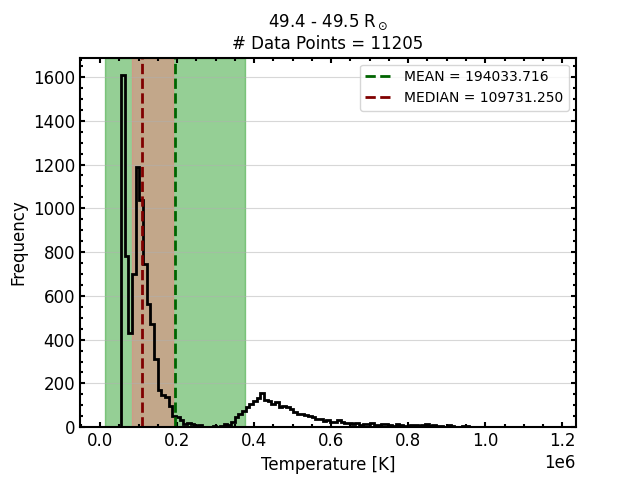 49.4 - 49.5 R⊙
# Data Points = 11205
MEAN = 194033.716
MEDIAN = 109731.250
Frequency
1600
1400
1200
1000
800
600
400
200
0
0.0 0.2 0.4 0.6 0.8 1.0 1.2
1e6
Temperature [K]